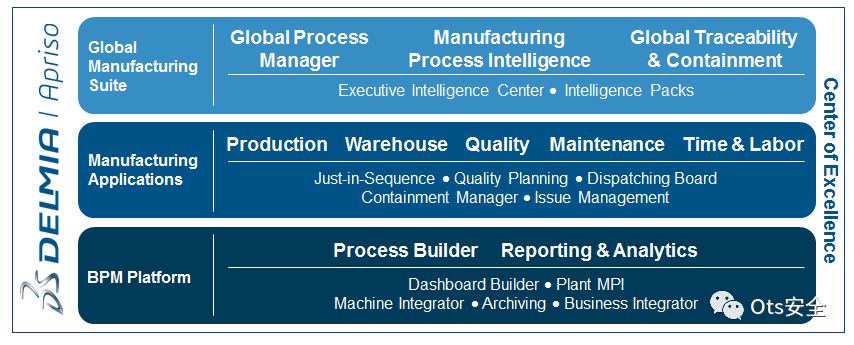 DELMIA | Apriso
Global
Manufacturing
Suite
Global Process
Manager
Manufacturing
Process Intelligence
Global Traceability
& Containment
Executive Intelligence Center • Intelligence Packs
Manufacturing
Applications
Production Warehouse Quality Maintenance Time & Labor
Just-in-Sequence • Quality Planning • Dispatching Board
Containment Manager • Issue Management
BPM Platform
Process Builder Reporting & Analytics
Dashboard Builder • Plant MPI
Machine Integrator • Archiving • Business Integrator
Center of Excellence
Ots安全